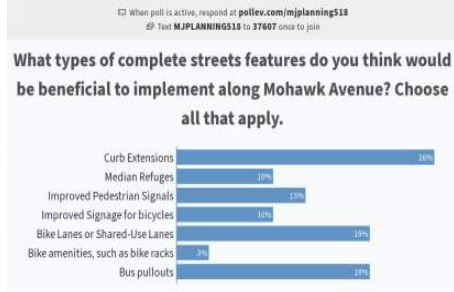 When poll is active, respond at pollev.com/mjplanning518
Text MJPLANNING518 to 37607 once to join
What types of complete streets features do you think would
be beneficial to implement along Mohawk Avenue? Choose
all that apply.
Curb Extensions 26%
Median Refuges 10%
Improved Pedestrian Signals 13%
Improved Signage for bicycles 10%
Bike Lanes or Shared-Use Lanes 19%
Bike amenities, such as bike racks 3%
Bus pullouts 19%